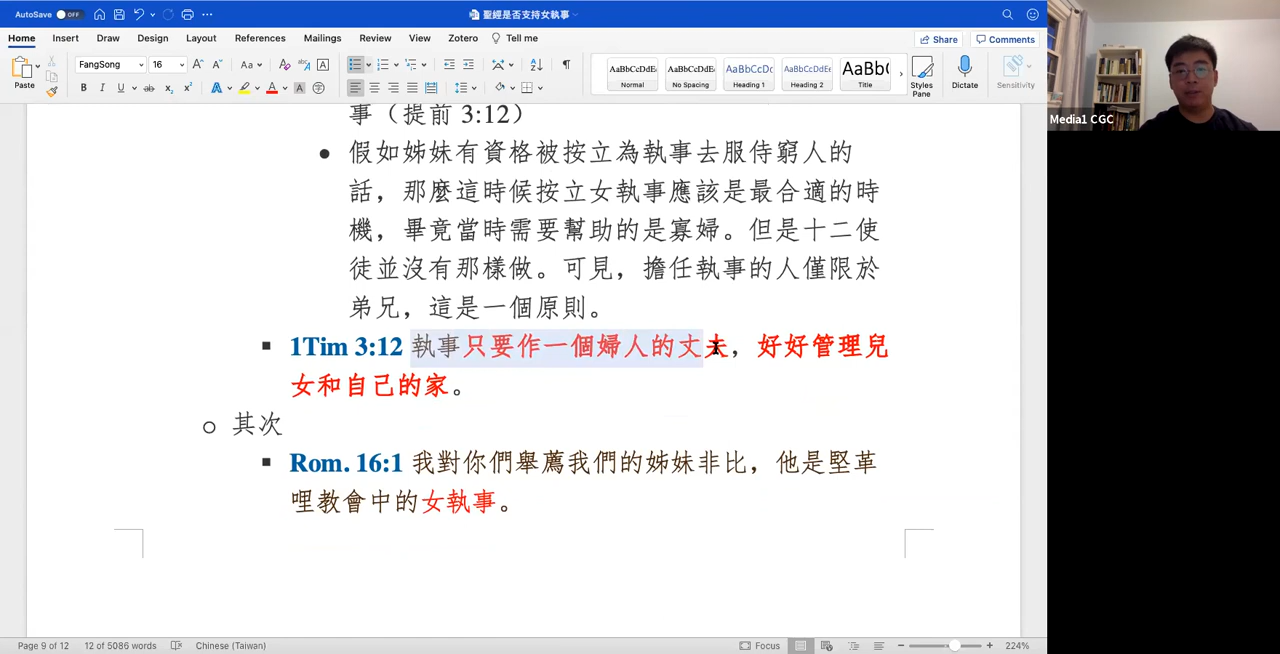 AutoSave OFF
聖經是否支持女執事
Home Insert Draw Design Layout References Mailings Review View Zotero Tell me
Share Comments
Paste
FangSong 16
Aa
AaBbCcDdE AaBbCcDdE AaBbCcDc AaBbCcDdEe AaBb(
Normal No Spacing Heading 1 Heading 2 Title
Styles Pane
Dictate
Sensitivity
Media1 CGC
事（提前 3:12）
假如姊妹有資格被按立為執事去服侍窮人的
話，那麼這時候按立女執事應該是最合適的時
機，畢竟當時需要幫助的是寡婦。但是十二使
徒並沒有那樣做。可見，擔任執事的人僅限於
弟兄，這是一個原則。
1Tim 3:12 執事只要作一個婦人的丈夫，好好管理兒
女和自己的家。
其次
Rom. 16:1 我對你們舉薦我們的姊妹非比，他是堅革
哩教會中的女執事。
Page 9 of 12 12 of 5086 words Chinese (Taiwan) Focus 224%